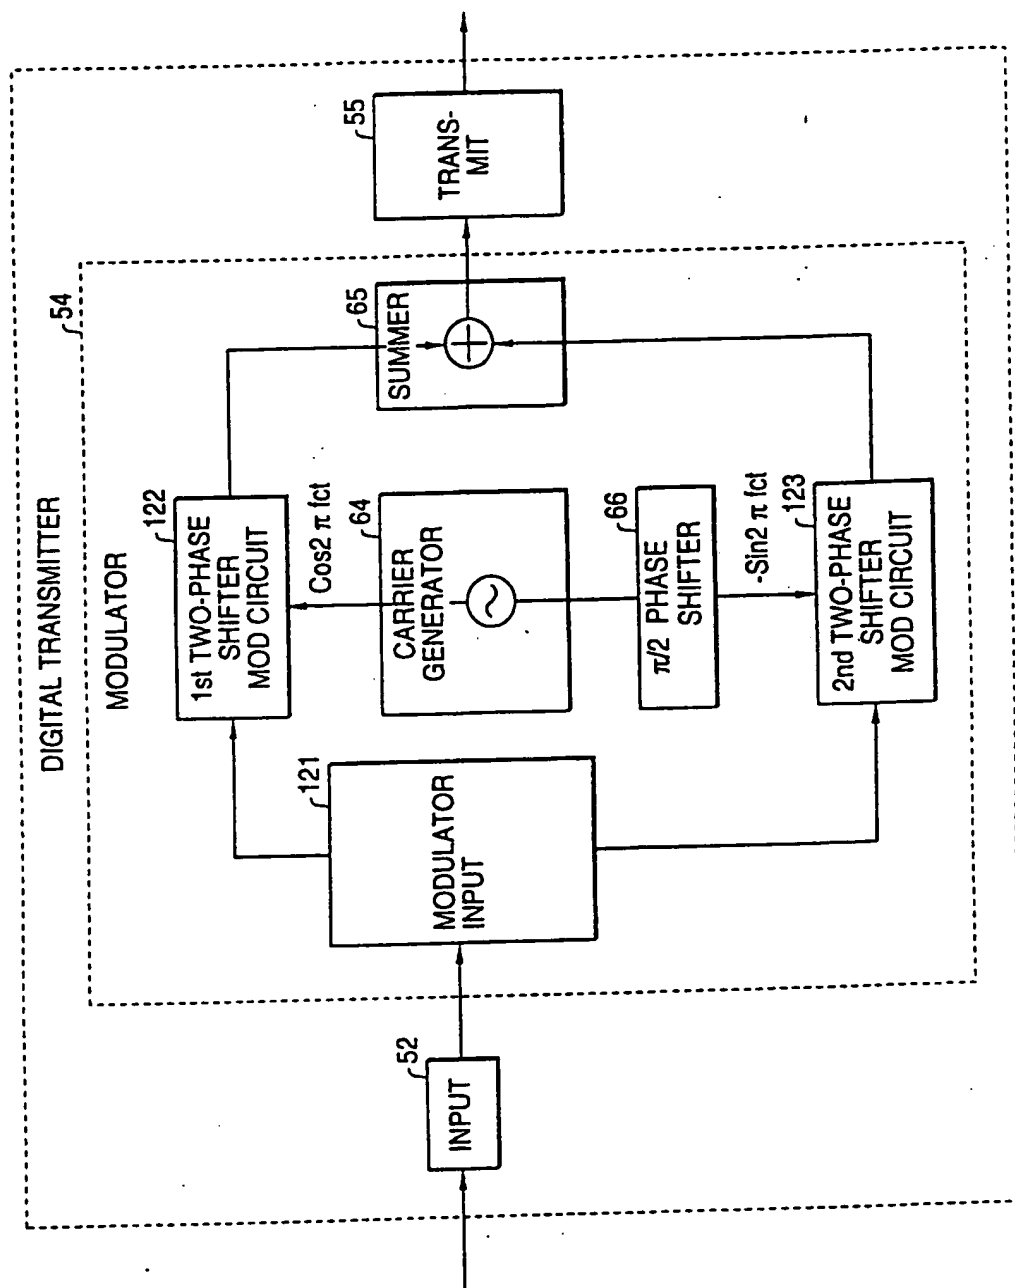 DIGITAL TRANSMITTER
54
MODULATOR
52
INPUT
121
MODULATOR
INPUT
122
1st TWO-PHASE
SHIFTER
MOD CIRCUIT
Cos2 π fct
64
CARRIER
GENERATOR
66
π/2 PHASE
SHIFTER
-Sin2 π fct
123
2nd TWO-PHASE
SHIFTER
MOD CIRCUIT
65
SUMMER
55
TRANS-
MIT